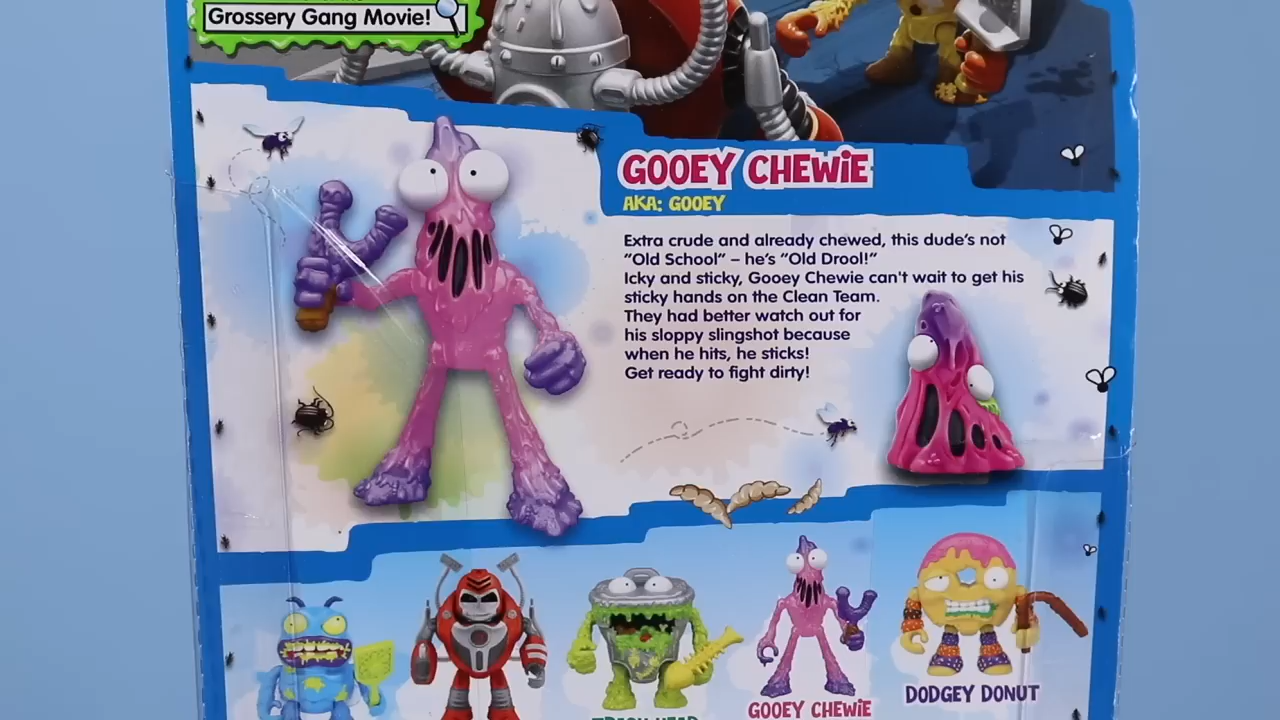 Grossery Gang Movie!
GOOEY CHEWIE
AKA: GOOEY
Extra crude and already chewed, this dude's not
"Old School" – he's "Old Drool!"
Icky and sticky, Gooey Chewie can't wait to get his
sticky hands on the Clean Team.
They had better watch out for
his sloppy slingshot because
when he hits, he sticks!
Get ready to fight dirty!
TRASH HEAD
GOOEY CHEWIE
DODGEY DONUT